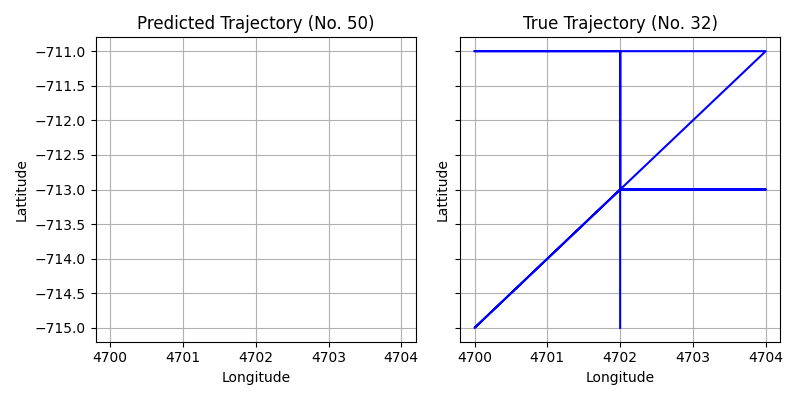 Predicted Trajectory (No. 50)
True Trajectory (No. 32)
Lattitude
−711.0
−711.5
−712.0
−712.5
−713.0
−713.5
−714.0
−714.5
−715.0
4700 4701 4702 4703 4704
Longitude
Lattitude
4700 4701 4702 4703 4704
Longitude